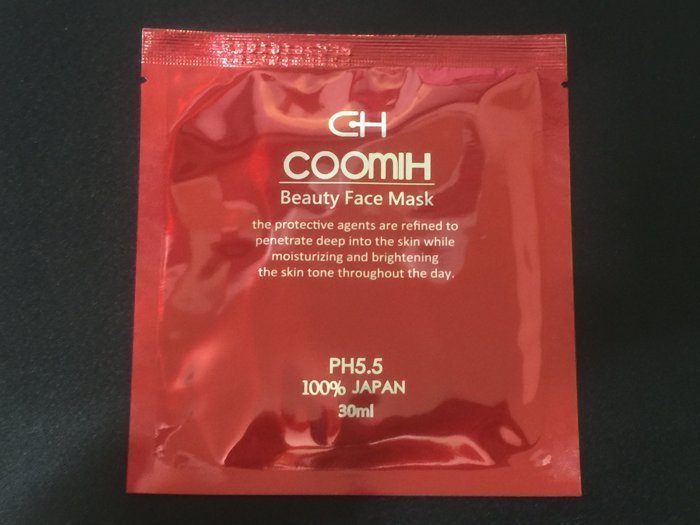 CH
COOMIH
Beauty Face Mask
the protective agents are refined to
penetrate deep into the skin while
moisturizing and brightening
the skin tone throughout the day.
PH5.5
100% JAPAN
30ml